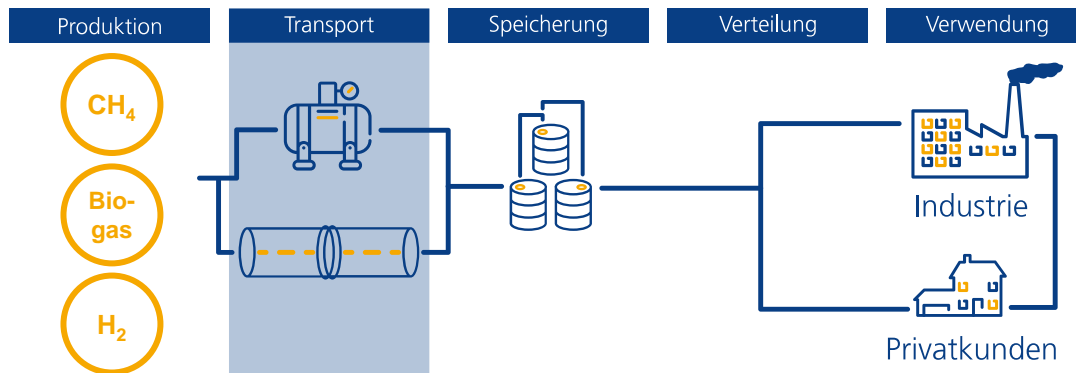 Produktion
Transport
Speicherung
Verteilung
Verwendung
CH₄
Bio-
gas
H₂
Industrie
Privatkunden